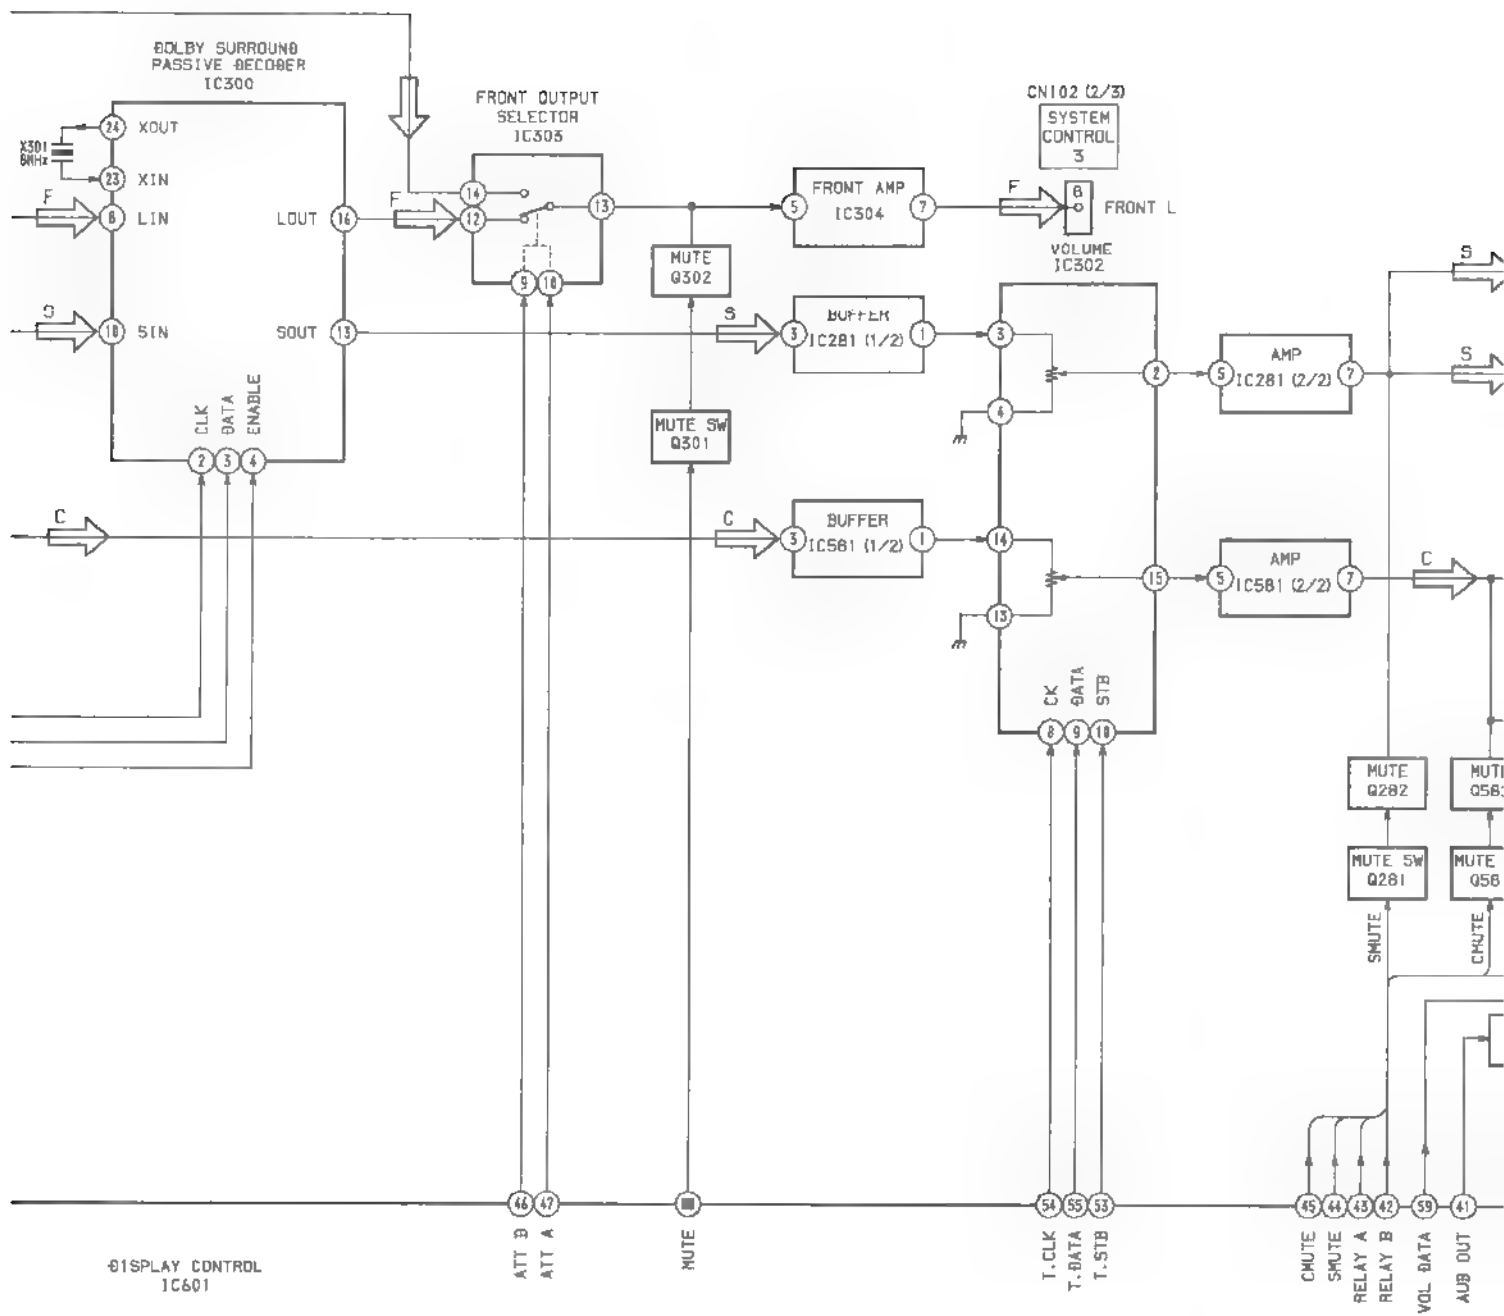 DOLBY SURROUND
PASSIVE DECODER
IC300
24 XOUT
X301
8MHz
23 XIN
F
8 LIN
LOUT 16
S
10 SIN
SOUT 13
CLK
DATA
ENABLE
2 3 4
C
FRONT OUTPUT
SELECTOR
IC303
14
F
12
13
9 10
MUTE
Q302
MUTE SW
Q301
5 FRONT AMP 7
IC304
F
CN102 (2/3)
SYSTEM
CONTROL
3
6
FRONT L
VOLUME
IC302
S
3 BUFFER 1
IC281 (1/2)
C
3 BUFFER 1
IC581 (1/2)
3
4
2
14
13
15
CK
DATA
STB
8 9 10
5 AMP 7
IC281 (2/2)
S
S
5 AMP 7
IC581 (2/2)
C
MUTE
Q282
MUTE SW
Q281
SMUTE
MUTE
CMUTE
46 47
ATT B
ATT A
MUTE
54 55 53
T.CLK
T.DATA
T.STB
45 44 43 42 59 41
CMUTE
SMUTE
RELAY A
RELAY B
VOL DATA
AUB OUT
DISPLAY CONTROL
IC601